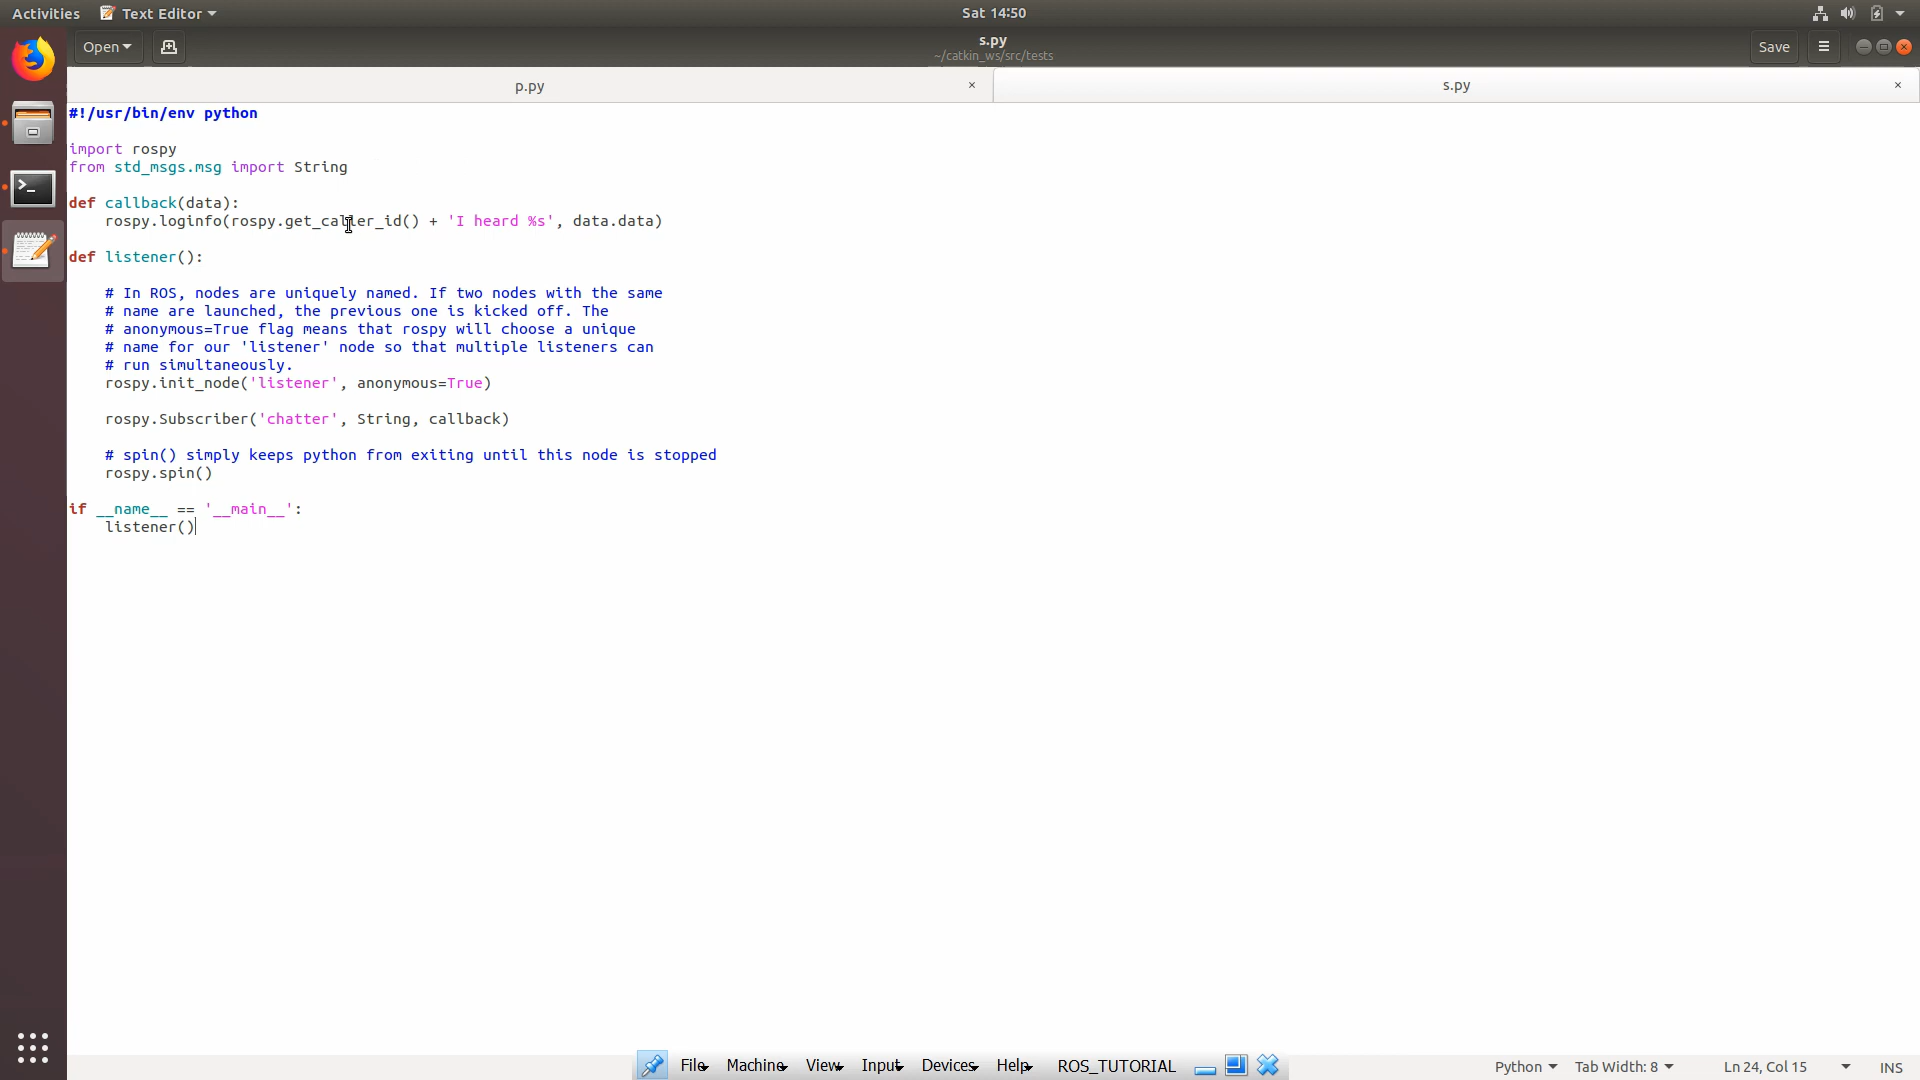 Activities Text Editor Sat 14:50
Open s.py Save
~/catkin_ws/src/tests
p.py s.py
#!/usr/bin/env python
import rospy
from std_msgs.msg import String
def callback(data):
    rospy.loginfo(rospy.get_caller_id() + 'I heard %s', data.data)
def listener():
    # In ROS, nodes are uniquely named. If two nodes with the same
    # name are launched, the previous one is kicked off. The
    # anonymous=True flag means that rospy will choose a unique
    # name for our 'listener' node so that multiple listeners can
    # run simultaneously.
    rospy.init_node('listener', anonymous=True)
    rospy.Subscriber('chatter', String, callback)
    # spin() simply keeps python from exiting until this node is stopped
    rospy.spin()
if __name__ == '__main__':
    listener()
File Machine View Input Devices Help ROS_TUTORIAL Python Tab Width: 8 Ln 24, Col 15 INS